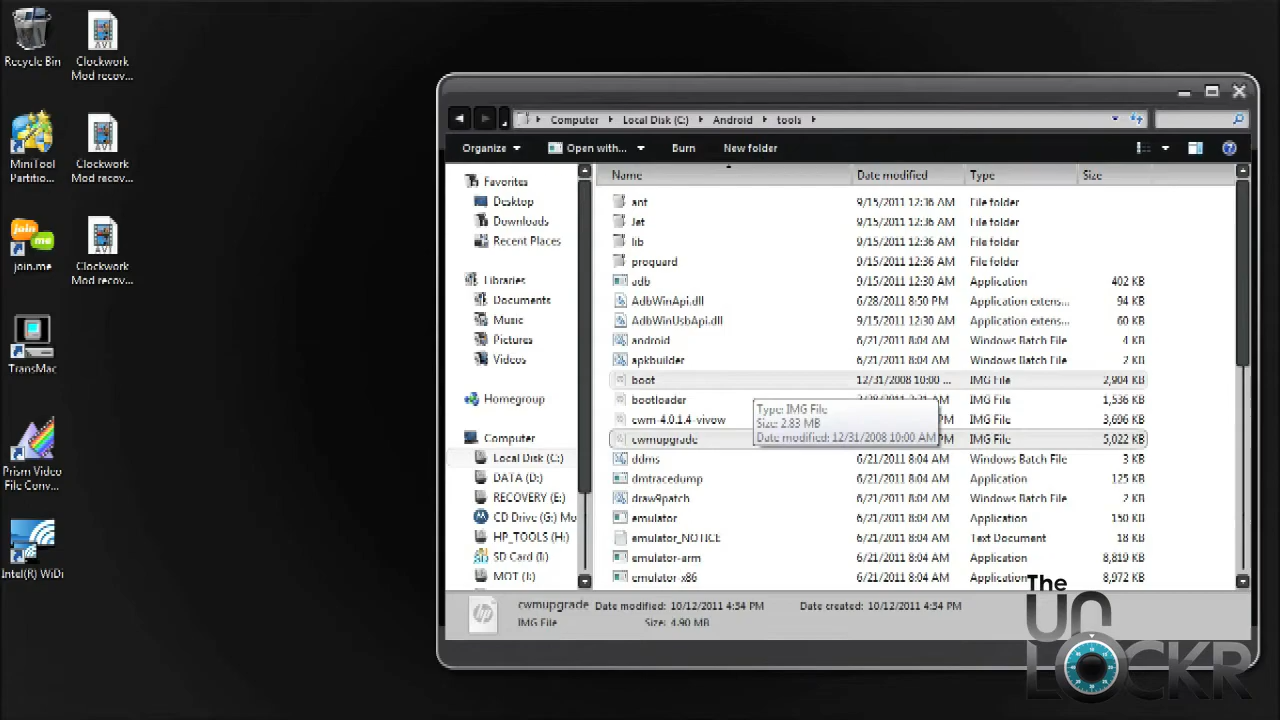 Recycle Bin
Clockwork
Mod recov...
MiniTool
Partitio...
Clockwork
Mod recov...
join
me
join.me
Clockwork
Mod recov...
TransMac
Prism Video
File Conv...
Intel(R) WiDi
AVI
Computer
Local Disk (C:)
Android
tools
Organize
Open with...
Burn
New folder
Favorites
Desktop
Downloads
Recent Places
Libraries
Documents
Music
Pictures
Videos
Homegroup
Computer
Local Disk (C:)
DATA (D:)
RECOVERY (E:)
CD Drive (G:) Mo
HP_TOOLS (H:)
SD Card (I:)
MOT (J:)
Name Date modified Type Size
ant 9/15/2011 12:36 AM File folder
Jet 9/15/2011 12:36 AM File folder
lib 9/15/2011 12:36 AM File folder
proguard 9/15/2011 12:36 AM File folder
adb 9/15/2011 12:30 AM Application 402 KB
AdbWinApi.dll 6/28/2011 8:50 PM Application extens... 94 KB
AdbWinUsbApi.dll 9/15/2011 12:30 AM Application extens... 60 KB
android 6/21/2011 8:04 AM Windows Batch File 4 KB
apkbuilder 6/21/2011 8:04 AM Windows Batch File 2 KB
boot 12/31/2008 10:00 ... IMG File 2,904 KB
bootloader IMG File 1,536 KB
cwm-4.0.1.4-vivow IMG File 3,696 KB
cwmupgrade IMG File 5,022 KB
Type: IMG File
Size: 2.83 MB
Date modified: 12/31/2008 10:00 AM
ddms 6/21/2011 8:04 AM Windows Batch File 3 KB
dmtracedump 6/21/2011 8:04 AM Application 125 KB
draw9patch 6/21/2011 8:04 AM Windows Batch File 2 KB
emulator 6/21/2011 8:04 AM Application 150 KB
emulator_NOTICE 6/21/2011 8:04 AM Text Document 18 KB
emulator-arm 6/21/2011 8:04 AM Application 8,819 KB
emulator-x86 6/21/2011 8:04 AM Application 8,972 KB
cwmupgrade Date modified: 10/12/2011 4:34 PM Date created: 10/12/2011 4:34 PM
IMG File Size: 4.90 MB
The
Un
LOCKR